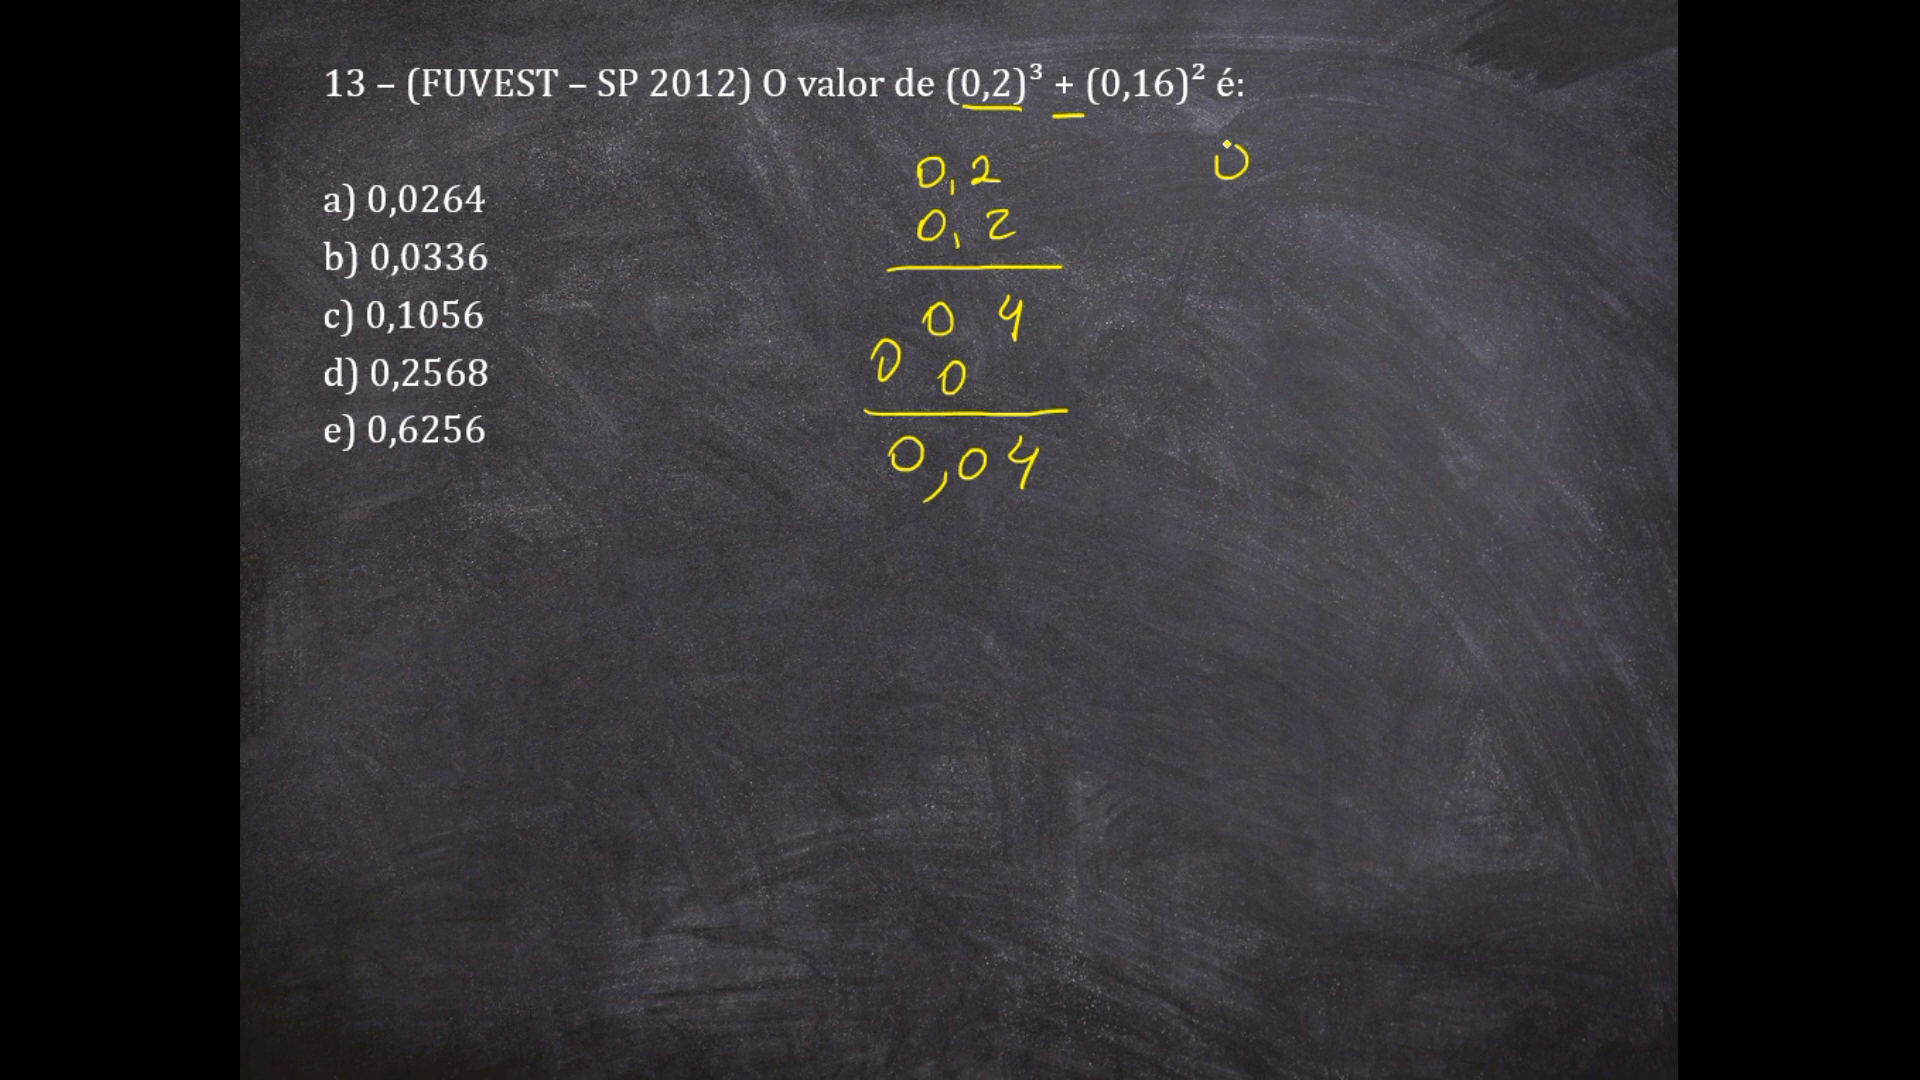 13 – (FUVEST – SP 2012) O valor de (0,2)³ + (0,16)² é:
a) 0,0264
b) 0,0336
c) 0,1056
d) 0,2568
e) 0,6256
0,2
0,2
0 4
0 0
0,04
0